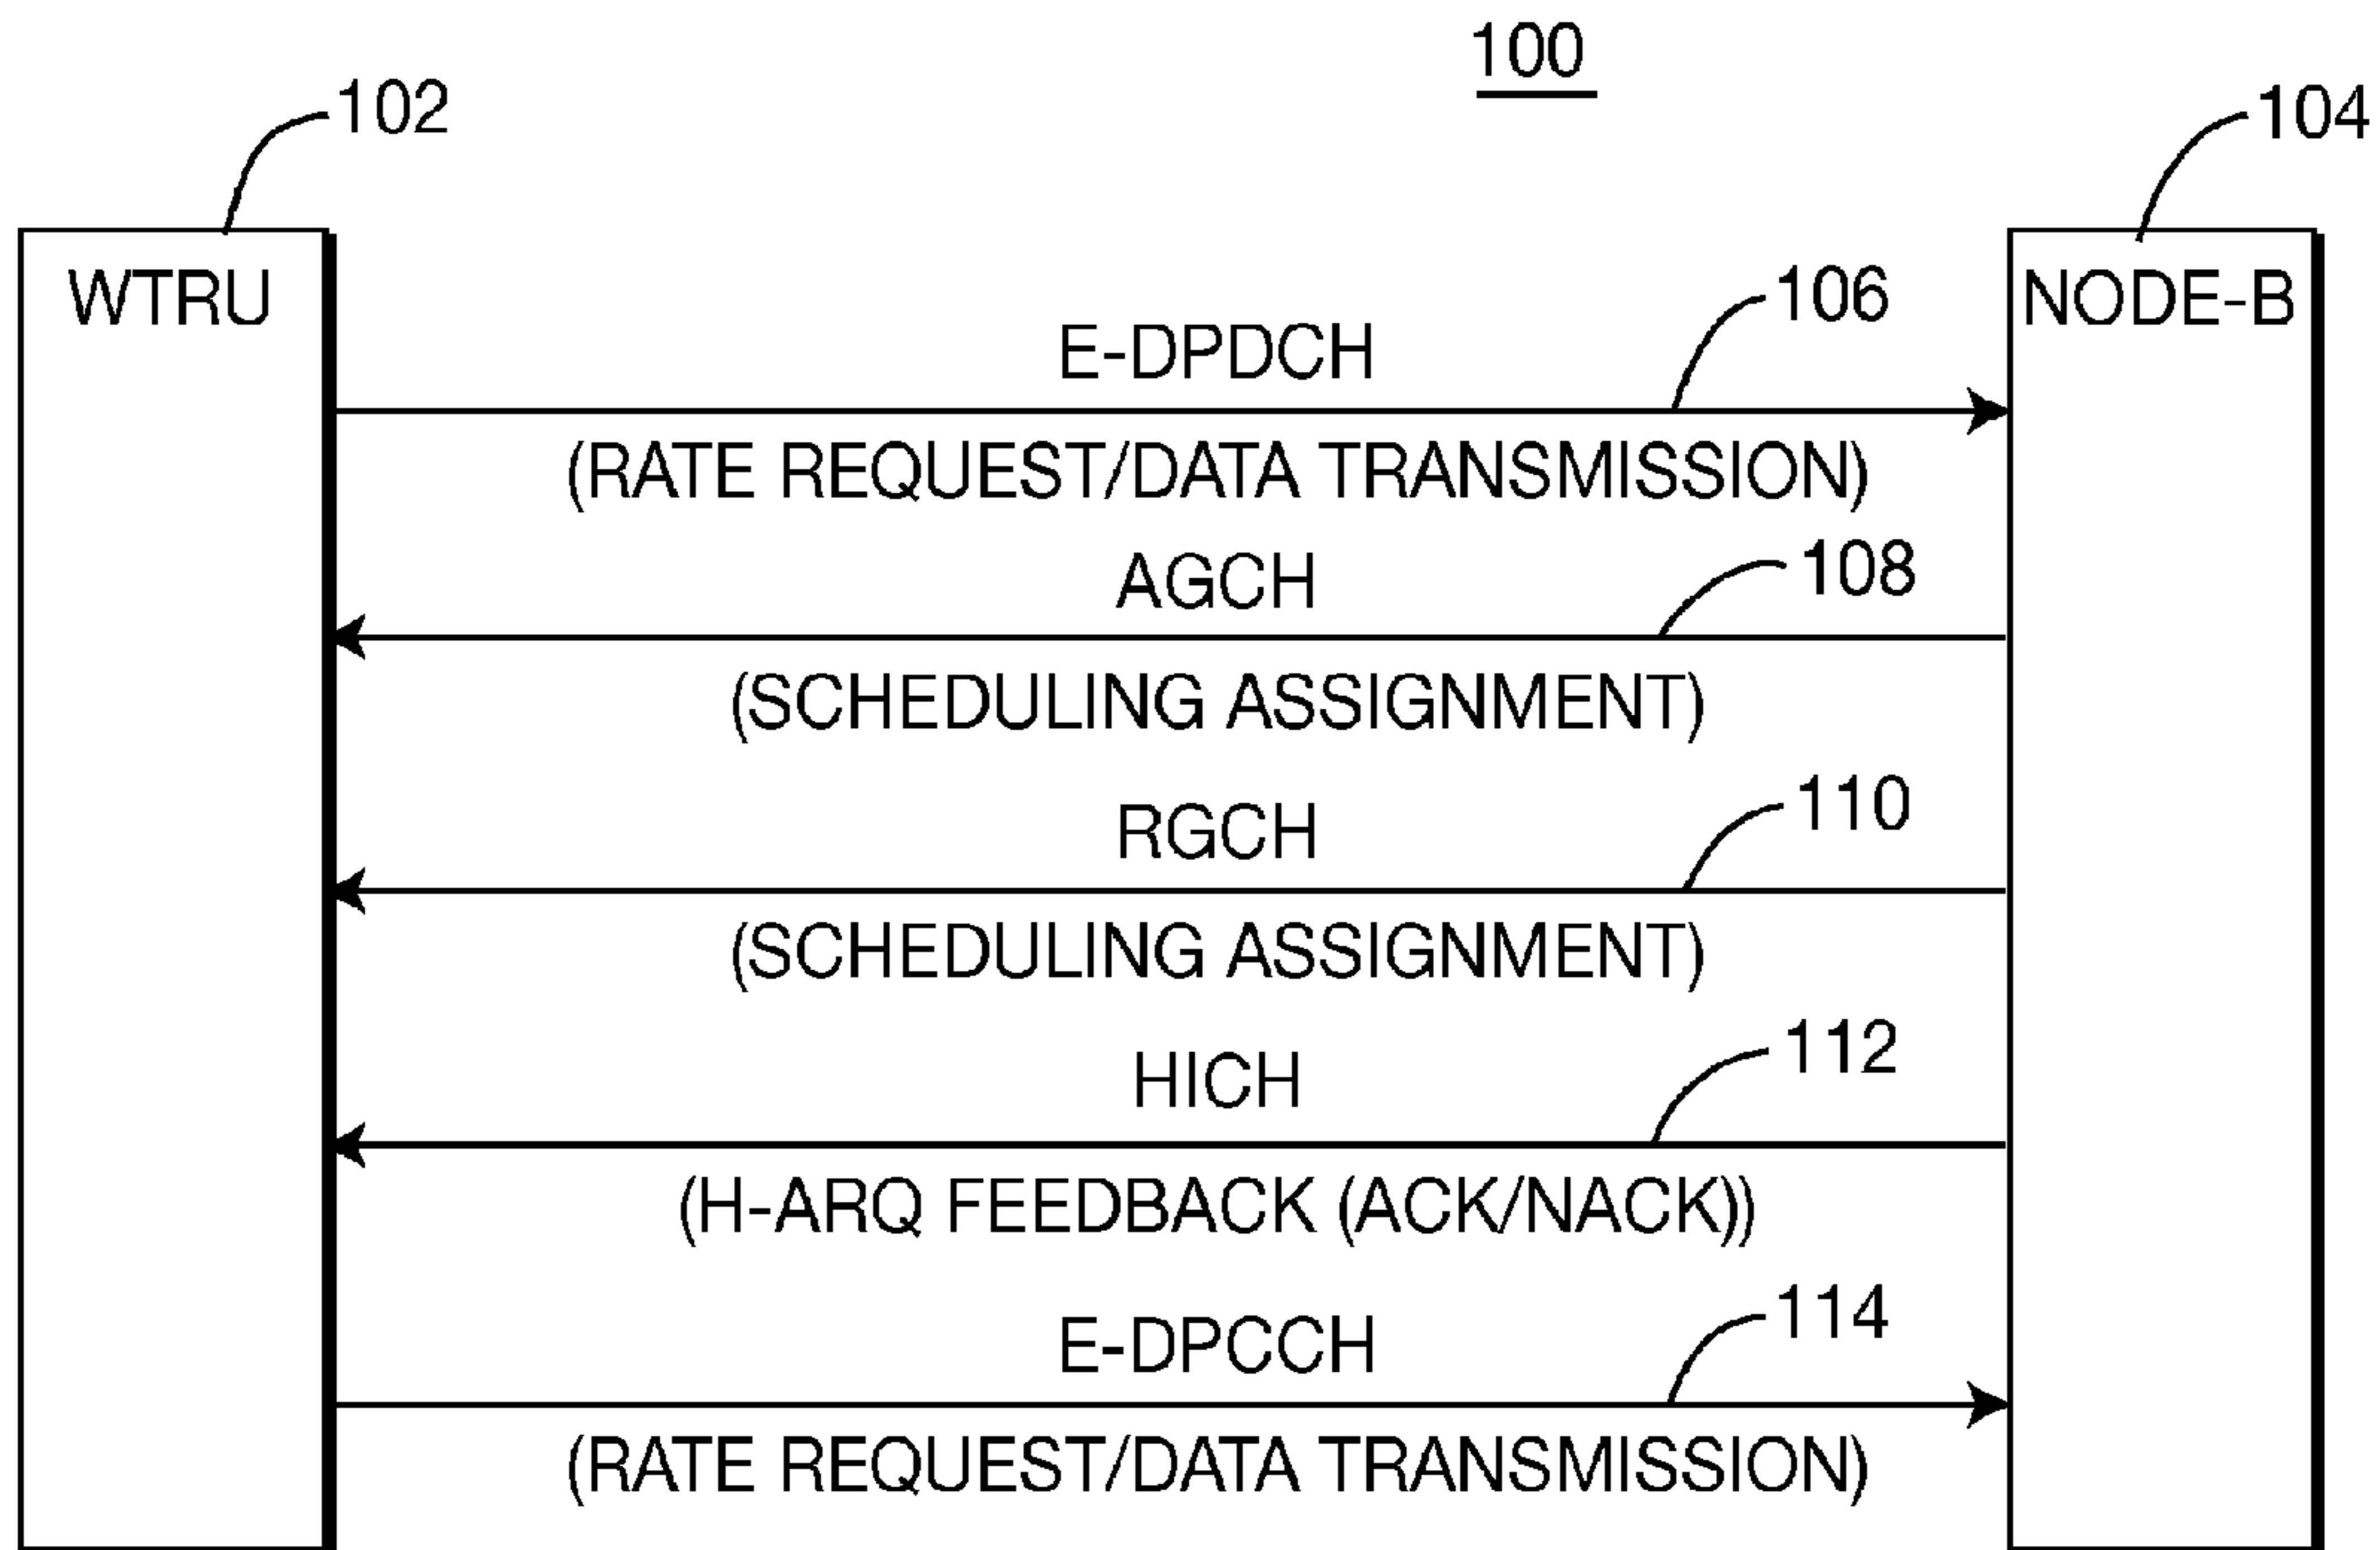 100
102
104
WTRU
NODE-B
106
E-DPDCH
(RATE REQUEST/DATA TRANSMISSION)
108
AGCH
(SCHEDULING ASSIGNMENT)
110
RGCH
(SCHEDULING ASSIGNMENT)
112
HICH
(H-ARQ FEEDBACK (ACK/NACK))
114
E-DPCCH
(RATE REQUEST/DATA TRANSMISSION)